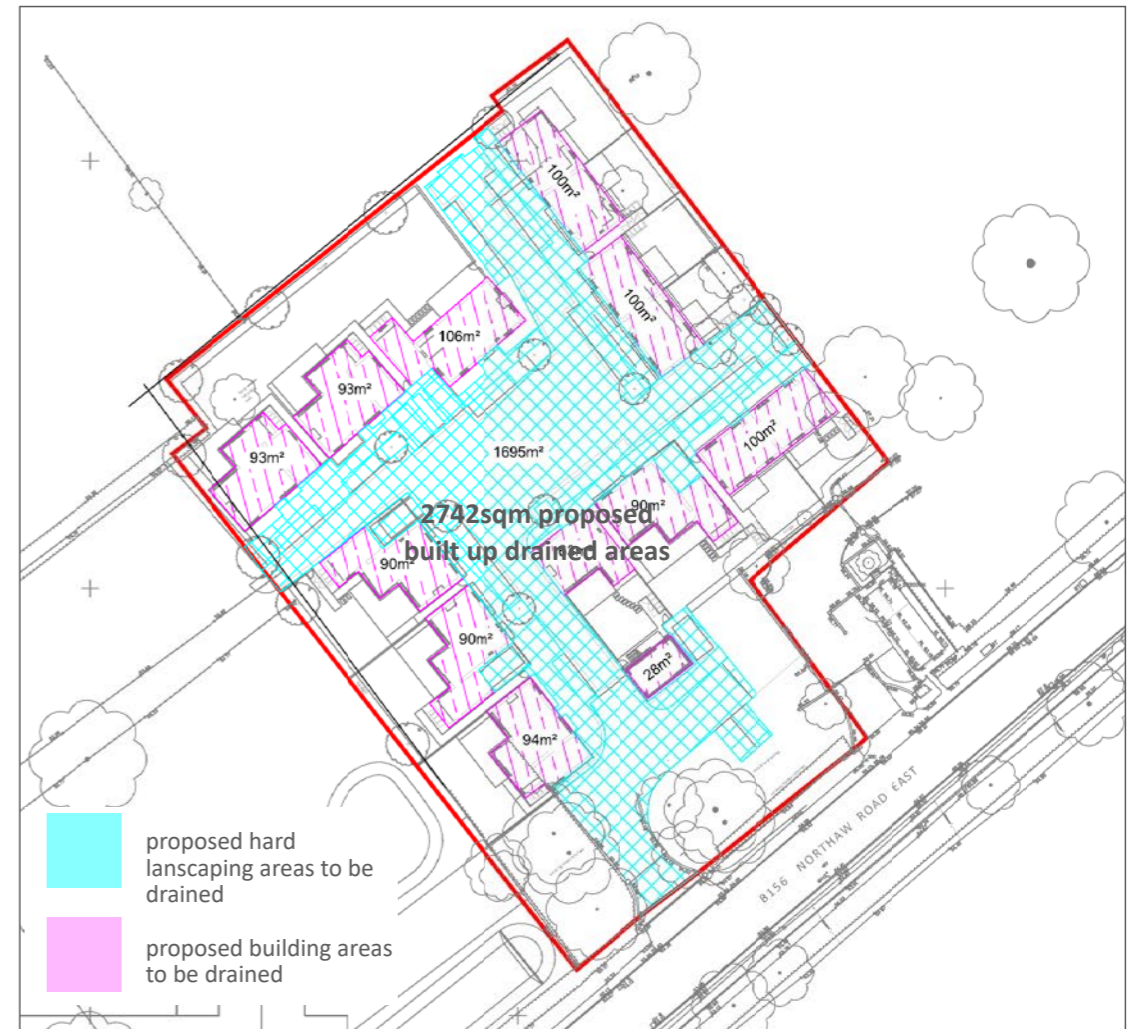 100m²
100m²
106m²
93m²
93m²
1695m²
100m²
90m²
2742sqm proposed
built up drained areas
90m²
90m²
28m²
94m²
B156 NORTHAW ROAD EAST
proposed hard
lanscaping areas to be
drained
proposed building areas
to be drained